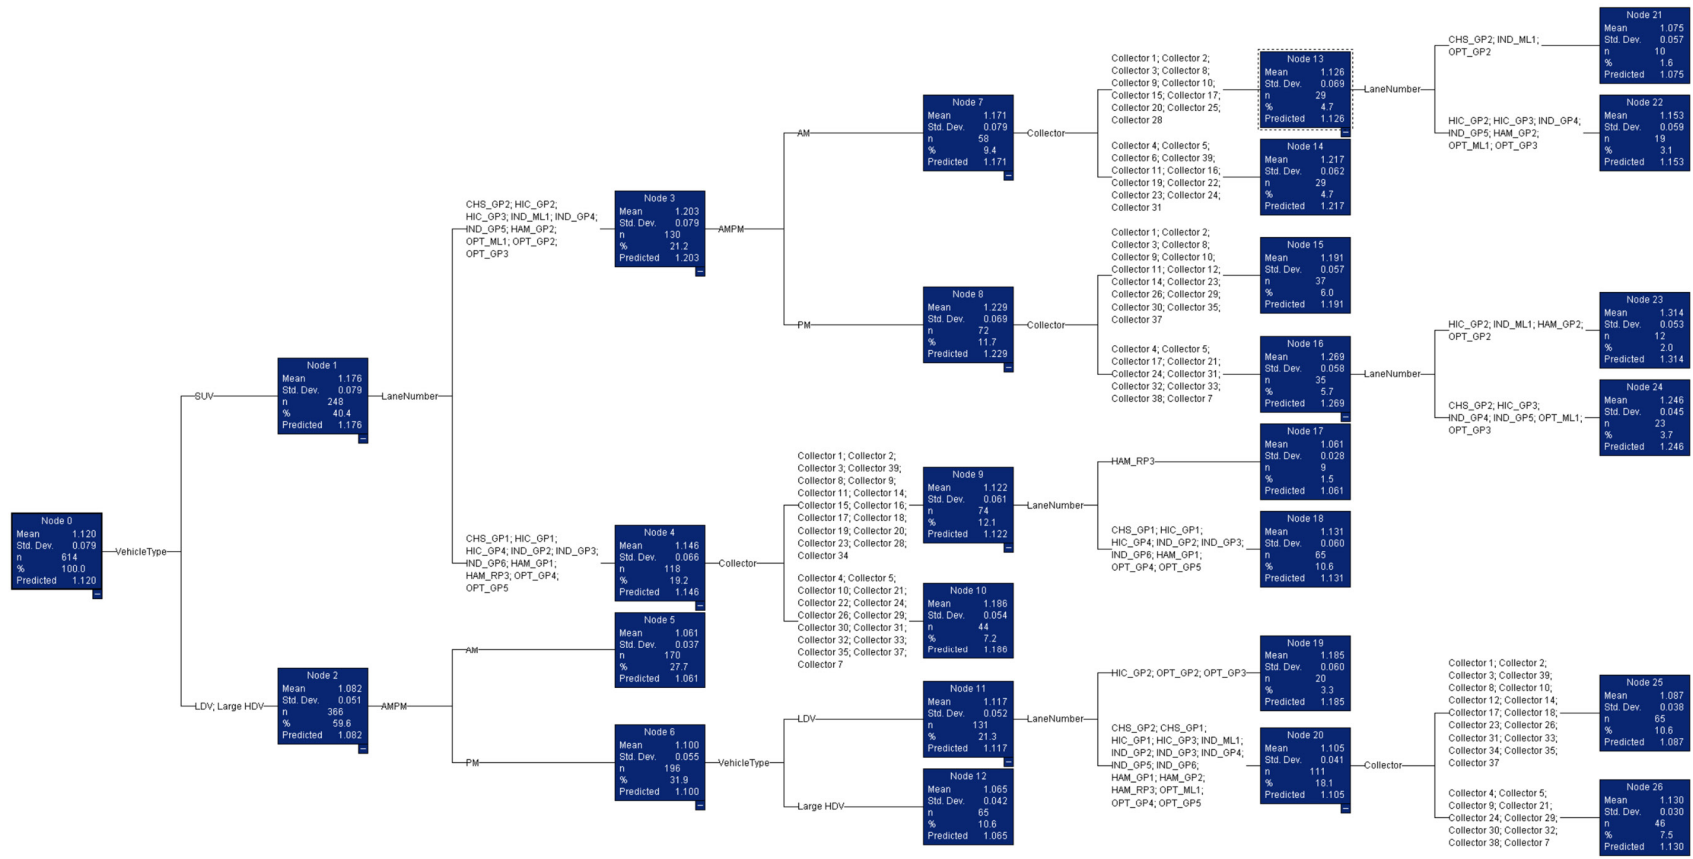 Node 0
Mean 1.120
Std. Dev. 0.079
n 614
% 100.0
Predicted 1.120
VehicleType
SUV
Node 1
Mean 1.176
Std. Dev. 0.079
n 248
% 40.4
Predicted 1.176
LaneNumber
LDV; Large HDV
Node 2
Mean 1.082
Std. Dev. 0.051
n 366
% 59.6
Predicted 1.082
AMPM
CHS_GP2; HIC_GP2;
HIC_GP3; IND_ML1; IND_GP4;
IND_GP5; HAM_GP2;
OPT_ML1; OPT_GP2;
OPT_GP3
Node 3
Mean 1.203
Std. Dev. 0.079
n 130
% 21.2
Predicted 1.203
AMPM
CHS_GP1; HIC_GP1;
HIC_GP4; IND_GP2; IND_GP3;
IND_GP6; HAM_GP1;
HAM_RP3; OPT_GP4;
OPT_GP5
Node 4
Mean 1.146
Std. Dev. 0.066
n 118
% 19.2
Predicted 1.146
Collector
AM
Node 5
Mean 1.061
Std. Dev. 0.037
n 170
% 27.7
Predicted 1.061
PM
Node 6
Mean 1.100
Std. Dev. 0.055
n 196
% 31.9
Predicted 1.100
VehicleType
AM
Node 7
Mean 1.171
Std. Dev. 0.079
n 58
% 9.4
Predicted 1.171
Collector
PM
Node 8
Mean 1.229
Std. Dev. 0.069
n 72
% 11.7
Predicted 1.229
Collector
Collector 1; Collector 2;
Collector 3; Collector 39;
Collector 8; Collector 9;
Collector 11; Collector 14;
Collector 15; Collector 16;
Collector 17; Collector 18;
Collector 19; Collector 20;
Collector 23; Collector 28;
Collector 34
Node 9
Mean 1.122
Std. Dev. 0.061
n 74
% 12.1
Predicted 1.122
LaneNumber
Collector 4; Collector 5;
Collector 10; Collector 21;
Collector 22; Collector 24;
Collector 26; Collector 29;
Collector 30; Collector 31;
Collector 32; Collector 33;
Collector 35; Collector 37;
Collector 7
Node 10
Mean 1.186
Std. Dev. 0.054
n 44
% 7.2
Predicted 1.186
LDV
Node 11
Mean 1.117
Std. Dev. 0.052
n 131
% 21.3
Predicted 1.117
LaneNumber
Large HDV
Node 12
Mean 1.065
Std. Dev. 0.042
n 65
% 10.6
Predicted 1.065
Collector 1; Collector 2;
Collector 3; Collector 8;
Collector 9; Collector 10;
Collector 15; Collector 17;
Collector 20; Collector 25;
Collector 28
Node 13
Mean 1.126
Std. Dev. 0.069
n 29
% 4.7
Predicted 1.126
LaneNumber
Collector 4; Collector 5;
Collector 6; Collector 39;
Collector 11; Collector 16;
Collector 19; Collector 22;
Collector 23; Collector 24;
Collector 31
Node 14
Mean 1.217
Std. Dev. 0.062
n 29
% 4.7
Predicted 1.217
Collector 1; Collector 2;
Collector 3; Collector 8;
Collector 9; Collector 10;
Collector 11; Collector 12;
Collector 14; Collector 23;
Collector 26; Collector 29;
Collector 30; Collector 35;
Collector 37
Node 15
Mean 1.191
Std. Dev. 0.057
n 37
% 6.0
Predicted 1.191
Collector 4; Collector 5;
Collector 17; Collector 21;
Collector 24; Collector 31;
Collector 32; Collector 33;
Collector 38; Collector 7
Node 16
Mean 1.269
Std. Dev. 0.058
n 35
% 5.7
Predicted 1.269
LaneNumber
HAM_RP3
Node 17
Mean 1.061
Std. Dev. 0.028
n 9
% 1.5
Predicted 1.061
CHS_GP1; HIC_GP1;
HIC_GP4; IND_GP2; IND_GP3;
IND_GP6; HAM_GP1;
OPT_GP4; OPT_GP5
Node 18
Mean 1.131
Std. Dev. 0.060
n 65
% 10.6
Predicted 1.131
HIC_GP2; OPT_GP2; OPT_GP3
Node 19
Mean 1.185
Std. Dev. 0.060
n 20
% 3.3
Predicted 1.185
CHS_GP2; CHS_GP1;
HIC_GP1; HIC_GP3; IND_ML1;
IND_GP2; IND_GP3; IND_GP4;
IND_GP5; IND_GP6;
HAM_GP1; HAM_GP2;
HAM_RP3; OPT_ML1;
OPT_GP4; OPT_GP5
Node 20
Mean 1.105
Std. Dev. 0.041
n 111
% 18.1
Predicted 1.105
Collector
CHS_GP2; IND_ML1;
OPT_GP2
Node 21
Mean 1.075
Std. Dev. 0.057
n 10
% 1.6
Predicted 1.075
HIC_GP2; HIC_GP3; IND_GP4;
IND_GP5; HAM_GP2;
OPT_ML1; OPT_GP3
Node 22
Mean 1.153
Std. Dev. 0.059
n 19
% 3.1
Predicted 1.153
HIC_GP2; IND_ML1; HAM_GP2;
OPT_GP2
Node 23
Mean 1.314
Std. Dev. 0.053
n 12
% 2.0
Predicted 1.314
CHS_GP2; HIC_GP3;
IND_GP4; IND_GP5; OPT_ML1;
OPT_GP3
Node 24
Mean 1.246
Std. Dev. 0.045
n 23
% 3.7
Predicted 1.246
Collector 1; Collector 2;
Collector 3; Collector 39;
Collector 8; Collector 10;
Collector 12; Collector 14;
Collector 17; Collector 18;
Collector 23; Collector 26;
Collector 31; Collector 33;
Collector 34; Collector 35;
Collector 37
Node 25
Mean 1.087
Std. Dev. 0.038
n 65
% 10.6
Predicted 1.087
Collector 4; Collector 5;
Collector 9; Collector 21;
Collector 24; Collector 29;
Collector 30; Collector 32;
Collector 38; Collector 7
Node 26
Mean 1.130
Std. Dev. 0.030
n 46
% 7.5
Predicted 1.130